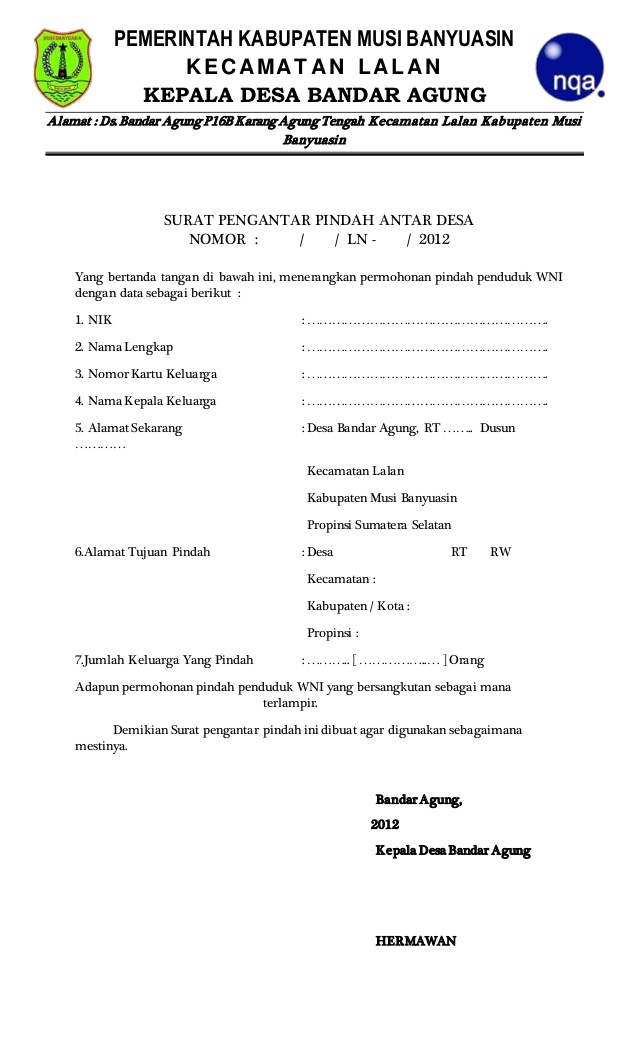 MUSI BANYUASIN
PEMERINTAH KABUPATEN MUSI BANYUASIN
KECAMATAN LALAN
KEPALA DESA BANDAR AGUNG
nqa.
Alamat : Ds. Bandar Agung P16B Karang Agung Tengah Kecamatan Lalan Kabupaten Musi
Banyuasin
SURAT PENGANTAR PINDAH ANTAR DESA
NOMOR : / / LN - / 2012
Yang bertanda tangan di bawah ini, menerangkan permohonan pindah penduduk WNI
dengan data sebagai berikut :
1. NIK : ………………………………………………….
2. Nama Lengkap : ………………………………………………….
3. Nomor Kartu Keluarga : ………………………………………………….
4. Nama Kepala Keluarga : ………………………………………………….
5. Alamat Sekarang : Desa Bandar Agung, RT …….. Dusun
…………
Kecamatan Lalan
Kabupaten Musi Banyuasin
Propinsi Sumatera Selatan
6.Alamat Tujuan Pindah : Desa RT RW
Kecamatan :
Kabupaten / Kota :
Propinsi :
7.Jumlah Keluarga Yang Pindah : ……….. [ ……………..… ] Orang
Adapun permohonan pindah penduduk WNI yang bersangkutan sebagai mana
terlampir.
Demikian Surat pengantar pindah ini dibuat agar digunakan sebagaimana
mestinya.
Bandar Agung,
2012
Kepala Desa Bandar Agung
HERMAWAN